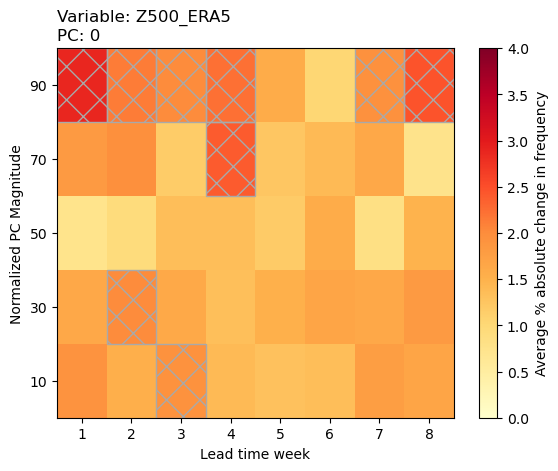 Variable: Z500_ERA5
PC: 0
Normalized PC Magnitude
90
70
50
30
10
1 2 3 4 5 6 7 8
Lead time week
4.0
3.5
3.0
2.5
2.0
1.5
1.0
0.5
0.0
Average % absolute change in frequency